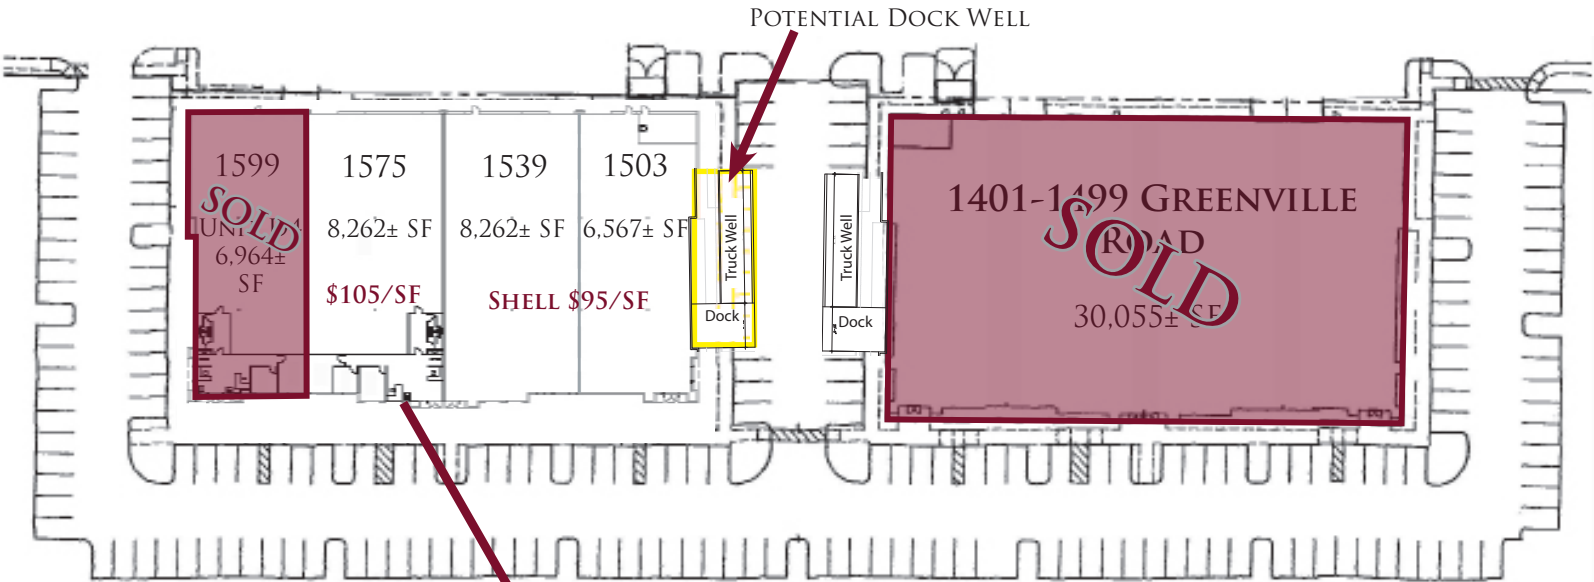 POTENTIAL DOCK WELL
1599
SOLD
6,964±
SF
1575
8,262± SF
$105/SF
1539
8,262± SF
1503
6,567± SF
SHELL $95/SF
Truck Well
Dock
Truck Well
Dock
1401-1499 GREENVILLE
ROAD
SOLD
30,055± SF